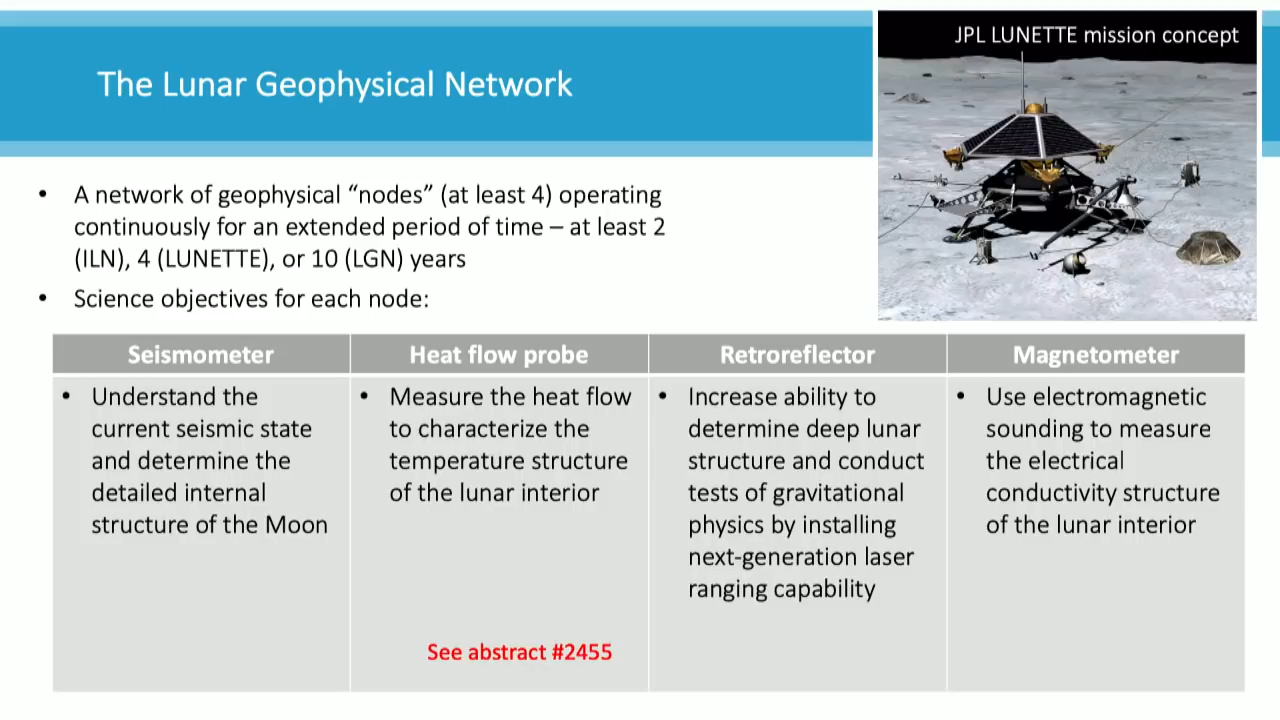 JPL LUNETTE mission concept
The Lunar Geophysical Network
• A network of geophysical “nodes” (at least 4) operating
continuously for an extended period of time – at least 2
(ILN), 4 (LUNETTE), or 10 (LGN) years
• Science objectives for each node:
Seismometer
• Understand the
current seismic state
and determine the
detailed internal
structure of the Moon
Heat flow probe
• Measure the heat flow
to characterize the
temperature structure
of the lunar interior
See abstract #2455
Retroreflector
• Increase ability to
determine deep lunar
structure and conduct
tests of gravitational
physics by installing
next-generation laser
ranging capability
Magnetometer
• Use electromagnetic
sounding to measure
the electrical
conductivity structure
of the lunar interior